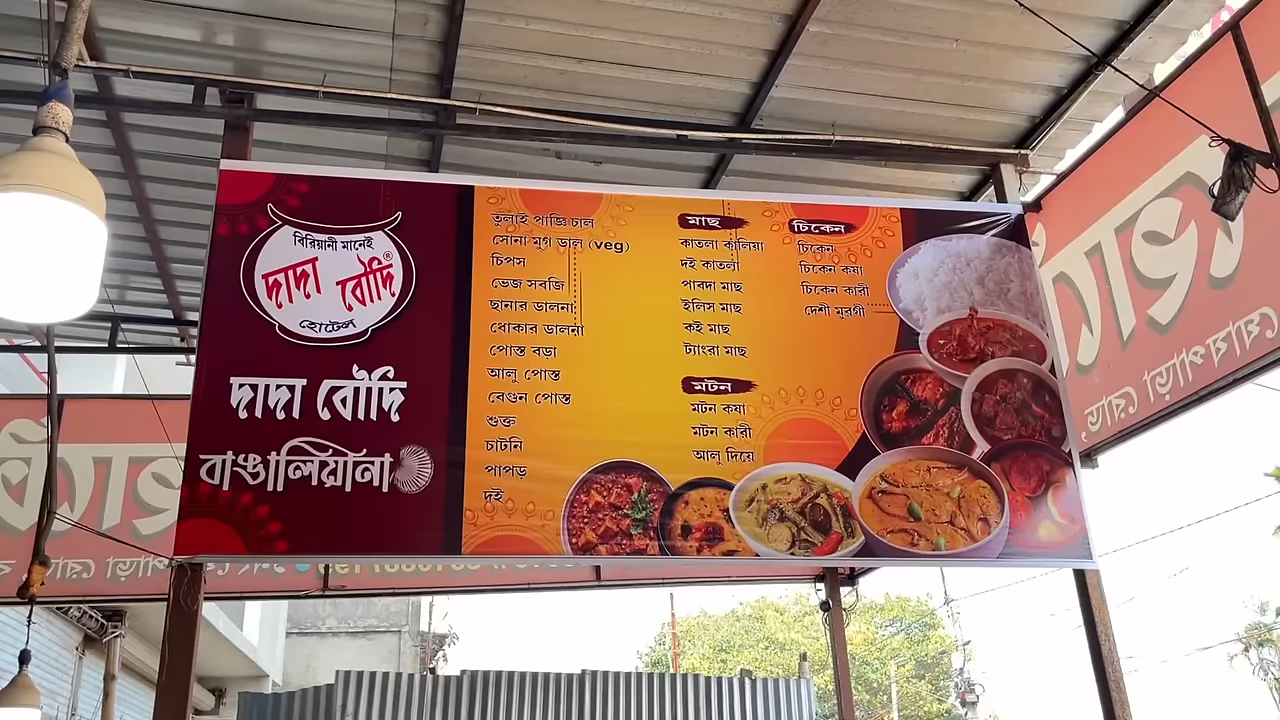 বিরিয়ানী মানেই
দাদা বৌদি®
হোটেল
দাদা বৌদি
বাঙালিয়ানা
তুলাই পাঞ্জি চাল
সোনা মুগ ডাল (veg)
চিপস
ভেজ সবজি
ছানার ডালনা
ধোকার ডালনা
পোস্ত বড়া
আলু পোস্ত
বেগুন পোস্ত
শুক্ত
চাটনি
পাপড়
দই
মাছ
কাতলা কালিয়া
দই কাতলা
পাবদা মাছ
ইলিস মাছ
কই মাছ
ট্যাংরা মাছ
মটন
মটন কষা
মটন কারী
আলু দিয়ে
চিকেন
চিকেন
চিকেন কষা
চিকেন কারী
দেশী মুরগী
ঘোষপাড়া রোড,